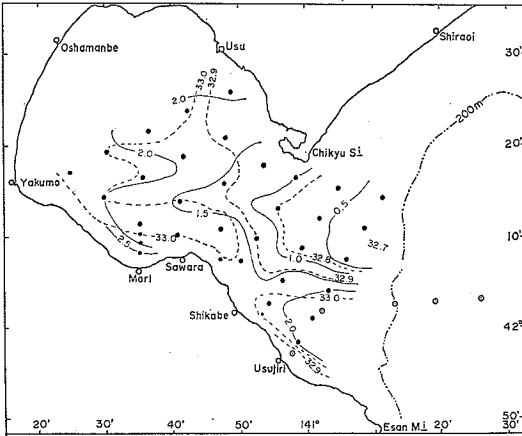 Shiraoi
30'
Oshamanbe
Usu
33.0
32.9
2.0
200m
20'
Chikyu Si
2.0
Yakumo
0.5
1.5
32.7
10'
33.0
2.5
1.0
32.8
32.9
Mori
Sawara
33.0
42°
Shikabe
2.0
32.9
Usujiri
50'
Esan Mi
20'
30'
40'
50'
141°
10'
20'
30'